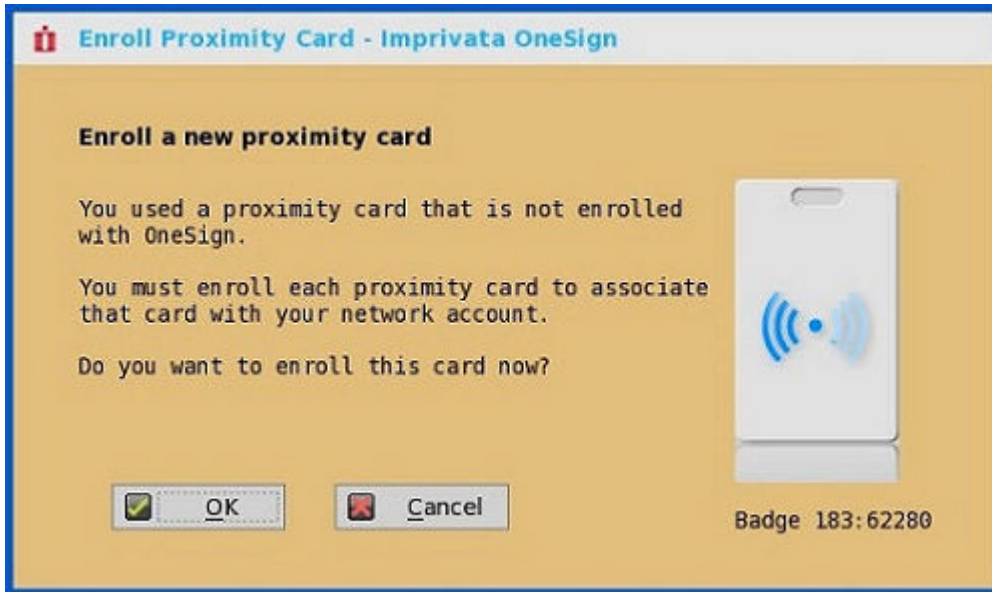 Enroll Proximity Card - Imprivata OneSign
Enroll a new proximity card
You used a proximity card that is not enrolled
with OneSign.
You must enroll each proximity card to associate
that card with your network account.
Do you want to enroll this card now?
OK
Cancel
Badge 183:62280